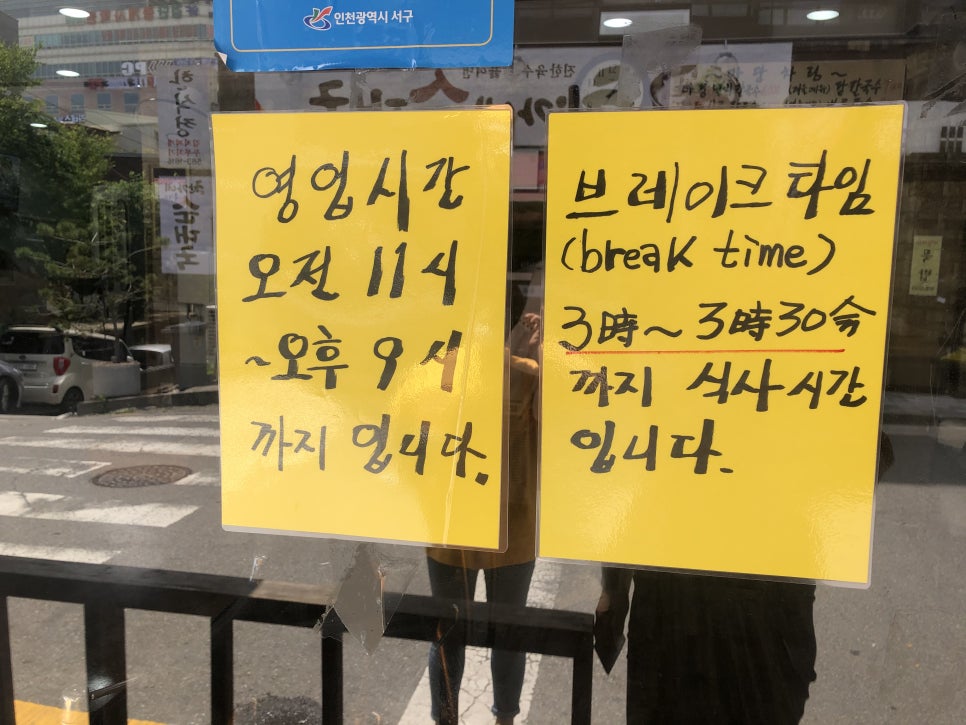 인천광역시 서구
영업시간
오전 11시
~오후 9시
까지 입니다.
브레이크 타임
(break time)
3時~3時30分
까지 식사시간
입니다.